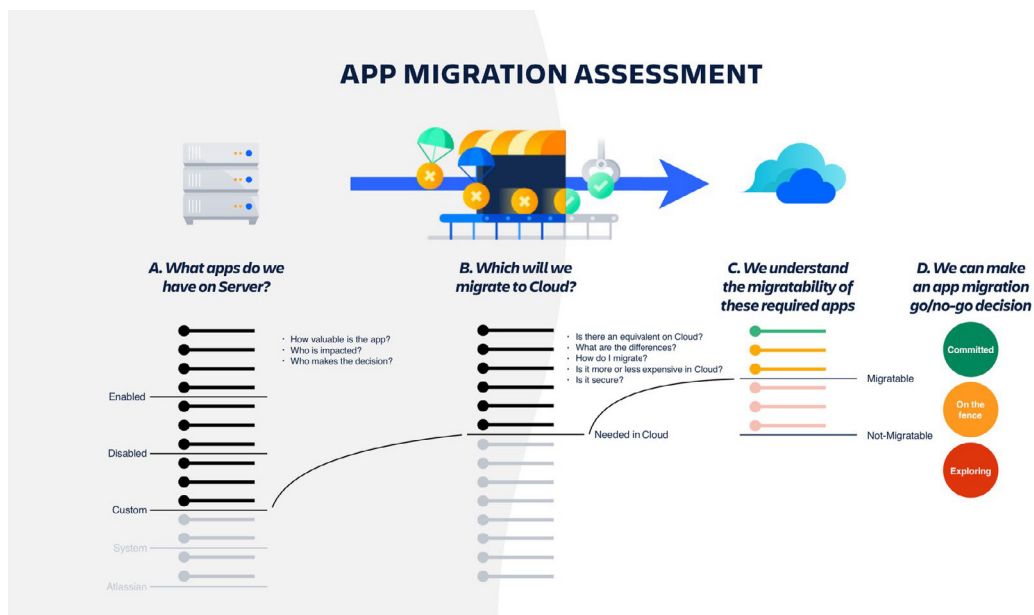 APP MIGRATION ASSESSMENT
A. What apps do we
have on Server?
B. Which will we
migrate to Cloud?
C. We understand
the migratability of
these required apps
D. We can make
an app migration
go/no-go decision
• How valuable is the app?
• Who is impacted?
• Who makes the decision?
• Is there an equivalent on Cloud?
• What are the differences?
• How do I migrate?
• Is it more or less expensive in Cloud?
• Is it secure?
Enabled
Disabled
Custom
System
Atlassian
Needed in Cloud
Migratable
Not-Migratable
Committed
On the
fence
Exploring